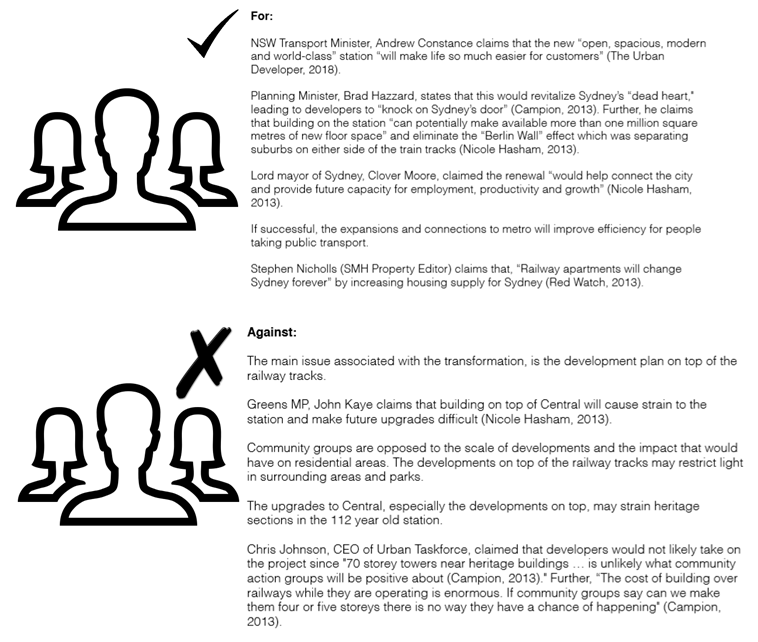 For:
NSW Transport Minister, Andrew Constance claims that the new “open, spacious, modern
and world-class” station “will make life so much easier for customers” (The Urban
Developer, 2018).
Planning Minister, Brad Hazzard, states that this would revitalize Sydney’s “dead heart,"
leading to developers to “knock on Sydney’s door” (Campion, 2013). Further, he claims
that building on the station “can potentially make available more than one million square
metres of new floor space” and eliminate the “Berlin Wall” effect which was separating
suburbs on either side of the train tracks (Nicole Hasham, 2013).
Lord mayor of Sydney, Clover Moore, claimed the renewal “would help connect the city
and provide future capacity for employment, productivity and growth” (Nicole Hasham,
2013).
If successful, the expansions and connections to metro will improve efficiency for people
taking public transport.
Stephen Nicholls (SMH Property Editor) claims that, “Railway apartments will change
Sydney forever” by increasing housing supply for Sydney (Red Watch, 2013).
Against:
The main issue associated with the transformation, is the development plan on top of the
railway tracks.
Greens MP, John Kaye claims that building on top of Central will cause strain to the
station and make future upgrades difficult (Nicole Hasham, 2013).
Community groups are opposed to the scale of developments and the impact that would
have on residential areas. The developments on top of the railway tracks may restrict light
in surrounding areas and parks.
The upgrades to Central, especially the developments on top, may strain heritage
sections in the 112 year old station.
Chris Johnson, CEO of Urban Taskforce, claimed that developers would not likely take on
the project since "70 storey towers near heritage buildings … is unlikely what community
action groups will be positive about (Campion, 2013)." Further, “The cost of building over
railways while they are operating is enormous. If community groups say can we make
them four or five storeys there is no way they have a chance of happening" (Campion,
2013).